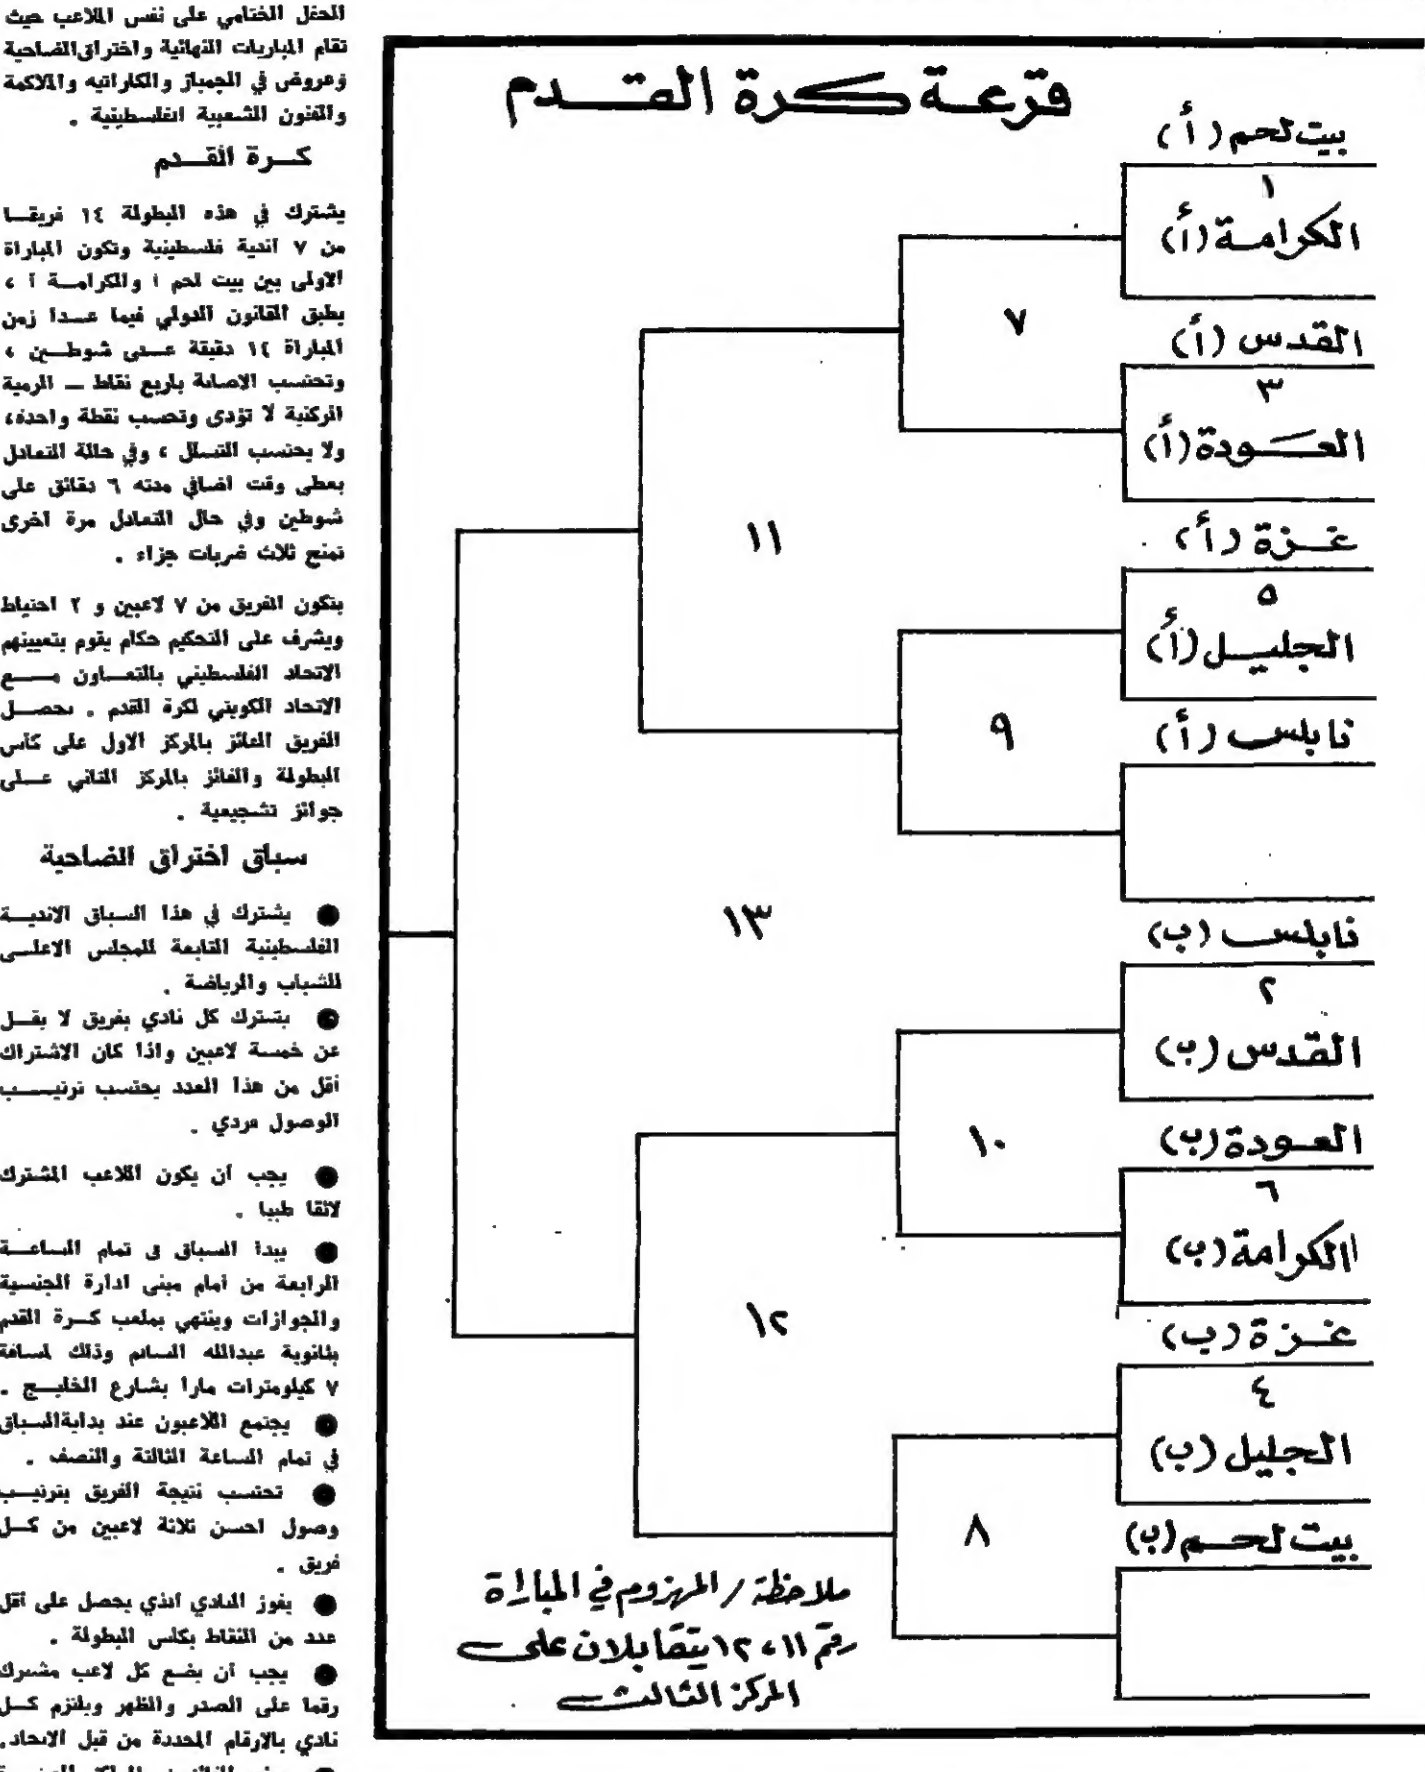 قرعة كرة القدم
بيت لحم (أ)
١
الكرامة (أ)
٧
القدس (أ)
٣
العودة (أ)
١١
غزة (أ)
٥
الجليل (أ)
٩
نابلس (أ)
١٣
نابلس (ب)
٢
القدس (ب)
١٠
العودة (ب)
٦
الكرامة (ب)
١٢
غزة (ب)
٤
الجليل (ب)
٨
بيت لحم (ب)
ملاحظة / المهزوم في المباراة
رقم ١١، ١٢ يتقابلان على
المركز الثالث
الحفل الختامي على نفس الملاعب حيث
تقام المباريات النهائية واختراق الضاحية
وعروض في الجمباز والكاراتيه والملاكمة
والفنون الشعبية الفلسطينية .
كرة القدم
يشترك في هذه البطولة ١٤ فريقا
من ٧ أندية فلسطينية وتكون المباراة
الاولى بين بيت لحم ا والكرامة أ ،
يطبق القانون الدولي فيما عدا زمن
المباراة ١٤ دقيقة على شوطين ،
وتحتسب الاصابة باربع نقاط — الرمية
الركنية لا تؤدى وتحسب نقطة واحدة،
ولا يحتسب التسلل ، وفي حالة التعادل
يعطى وقت اضافي مدته ٦ دقائق على
شوطين وفي حال التعادل مرة اخرى
تمنح ثلاث ضربات جزاء .
يتكون الفريق من ٧ لاعبين و ٢ احتياط
ويشرف على التحكيم حكام يقوم بتعيينهم
الاتحاد الفلسطيني بالتعاون مع
الاتحاد الكويتي لكرة القدم . يحصل
الفريق الفائز بالمركز الاول على كأس
البطولة والفائز بالمركز الثاني على
جوائز تشجيعية .
سباق اختراق الضاحية
● يشترك في هذا السباق الاندية
الفلسطينية التابعة للمجلس الاعلى
للشباب والرياضة .
● يشترك كل نادي بفريق لا يقل
عن خمسة لاعبين واذا كان الاشتراك
أقل من هذا العدد يحتسب ترتيب
الوصول فردي .
● يجب أن يكون اللاعب المشترك
لائقا طبيا .
● يبدا السباق في تمام الساعة
الرابعة من أمام مبنى ادارة الجنسية
والجوازات وينتهي بملعب كرة القدم
بثانوية عبدالله السالم وذلك لمسافة
٧ كيلومترات مارا بشارع الخليج .
● يجتمع اللاعبون عند بدايةالسباق
في تمام الساعة الثالثة والنصف .
● تحتسب نتيجة الفريق بترتيب
وصول احسن ثلاثة لاعبين من كل
فريق .
● يفوز النادي الذي يحصل على أقل
عدد من النقاط بكأس البطولة .
● يجب أن يضع كل لاعب مشترك
رقما على الصدر والظهر ويلتزم كل
نادي بالارقام المحددة من قبل الاتحاد.